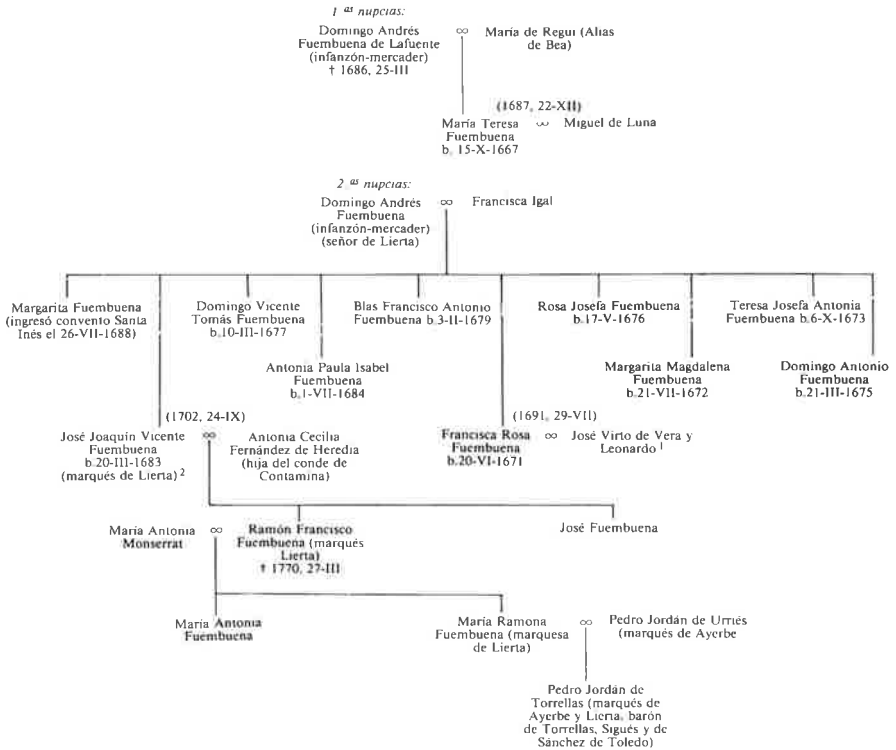 1 as nupcias:
Domingo Andrés
Fuembuena de Lafuente
(infanzón-mercader)
† 1686, 25-III
∞
María de Regui (Alias
de Bea)
(1687, 22-XII)
María Teresa
Fuembuena
b. 15-X-1667
∞
Miguel de Luna
2 as nupcias:
Domingo Andrés
Fuembuena
(infanzón-mercader)
(señor de Lierta)
∞
Francisca Igal
Margarita Fuembuena
(ingresó convento Santa
Inés el 26-VII-1688)
Domingo Vicente
Tomás Fuembuena
b.10-III-1677
Blas Francisco Antonio
Fuembuena b.3-II-1679
Rosa Josefa Fuembuena
b.17-V-1676
Teresa Josefa Antonia
Fuembuena b.6-X-1673
Antonia Paula Isabel
Fuembuena
b.1-VII-1684
Margarita Magdalena
Fuembuena
b.21-VII-1672
Domingo Antonio
Fuembuena
b.21-III-1675
(1702, 24-IX)
José Joaquín Vicente
Fuembuena
b.20-III-1683
(marqués de Lierta) 2
∞
Antonia Cecilia
Fernández de Heredia
(hija del conde de
Contamina)
(1691, 29-VII)
Francisca Rosa
Fuembuena
b.20-VI-1671
∞
José Virto de Vera y
Leonardo 1
María Antonia
Monserrat
∞
Ramón Francisco
Fuembuena (marqués
Lierta)
† 1770, 27-III
José Fuembuena
María Antonia
Fuembuena
María Ramona
Fuembuena (marquesa
de Lierta)
∞
Pedro Jordán de Urriés
(marqués de Ayerbe
Pedro Jordán de
Torrellas (marqués de
Ayerbe y Lierta, barón
de Torrellas, Sigués y de
Sánchez de Toledo)